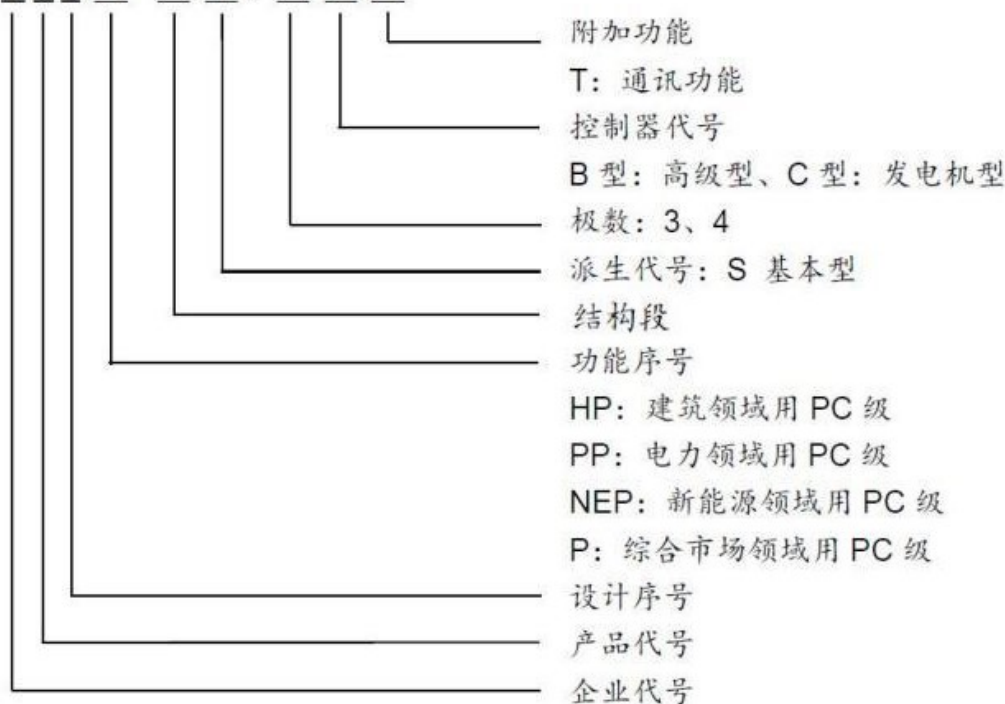 附加功能
T：通讯功能
控制器代号
B 型：高级型、C 型：发电机型
极数：3、4
派生代号：S 基本型
结构段
功能序号
HP：建筑领域用 PC 级
PP：电力领域用 PC 级
NEP：新能源领域用 PC 级
P：综合市场领域用 PC 级
设计序号
产品代号
企业代号